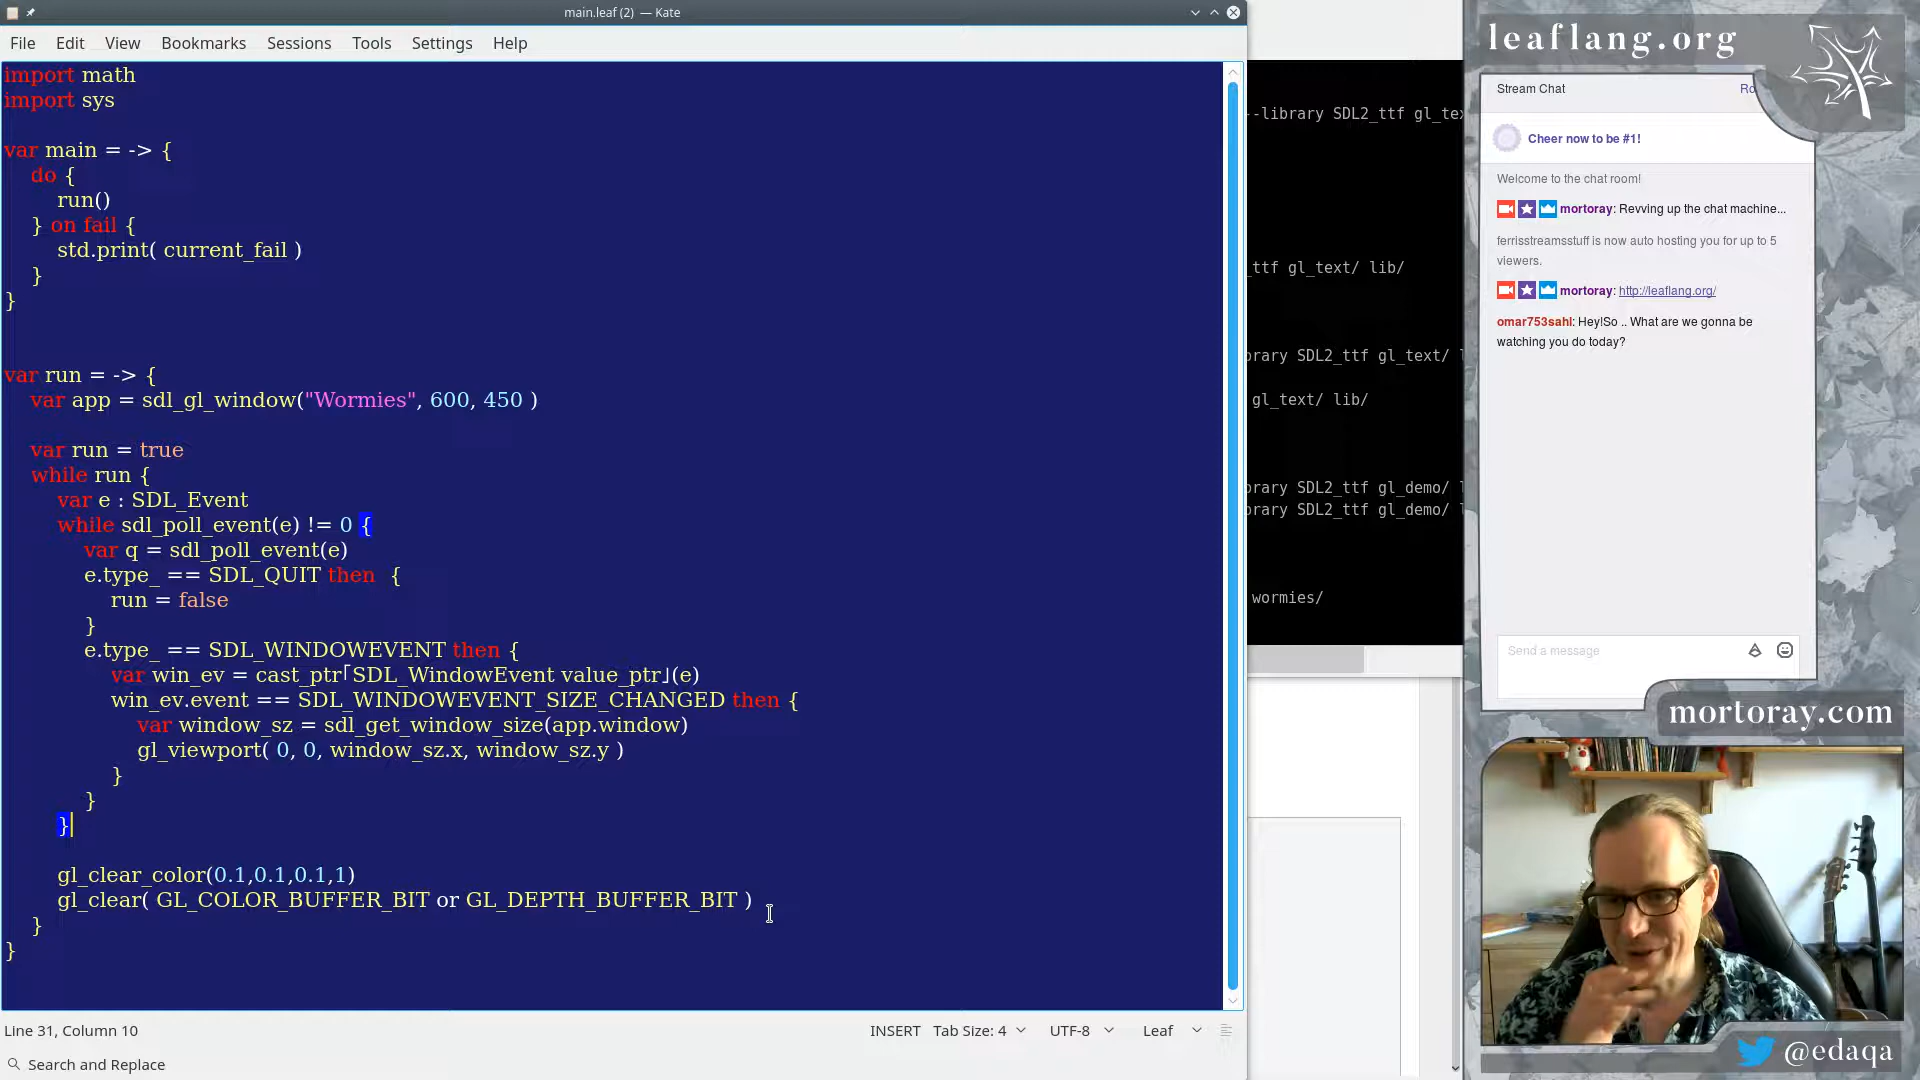 main.leaf (2) — Kate
File Edit View Bookmarks Sessions Tools Settings Help
import math
import sys
var main = -> {
do {
run()
} on fail {
std.print( current_fail )
}
}
var run = -> {
var app = sdl_gl_window("Wormies", 600, 450 )
var run = true
while run {
var e : SDL_Event
while sdl_poll_event(e) != 0 {
var q = sdl_poll_event(e)
e.type_ == SDL_QUIT then  {
run = false
}
e.type_ == SDL_WINDOWEVENT then {
var win_ev = cast_ptr｢SDL_WindowEvent value_ptr｣(e)
win_ev.event == SDL_WINDOWEVENT_SIZE_CHANGED then {
var window_sz = sdl_get_window_size(app.window)
gl_viewport( 0, 0, window_sz.x, window_sz.y )
}
}
}
gl_clear_color(0.1,0.1,0.1,1)
gl_clear( GL_COLOR_BUFFER_BIT or GL_DEPTH_BUFFER_BIT )
}
}
Line 31, Column 10
INSERT Tab Size: 4 UTF-8 Leaf
Search and Replace
--library SDL2_ttf gl_tex
_ttf gl_text/ lib/
brary SDL2_ttf gl_text/ l
gl_text/ lib/
brary SDL2_ttf gl_demo/ l
brary SDL2_ttf gl_demo/ l
wormies/
leaflang.org
Stream Chat Ro
Cheer now to be #1!
Welcome to the chat room!
mortoray: Revving up the chat machine...
ferrisstreamsstuff is now auto hosting you for up to 5
viewers.
mortoray: http://leaflang.org/
omar753sahl: Hey!So .. What are we gonna be
watching you do today?
Send a message
mortoray.com
@edaqa